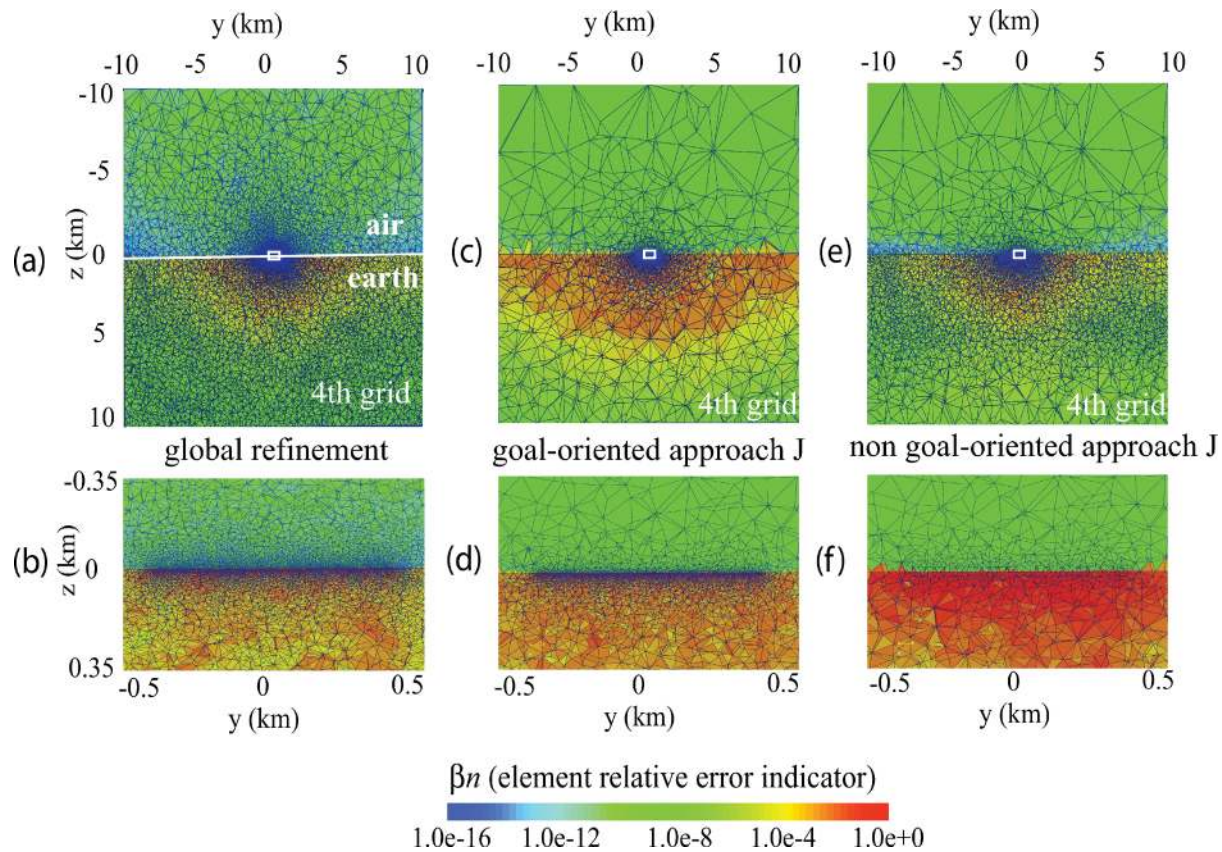 y (km)
-10 -5 0 5 10
y (km)
-10 -5 0 5 10
y (km)
-10 -5 0 5 10
-10
-5
0
5
10
z (km)
(a)
air
earth
4th grid
(c)
4th grid
(e)
4th grid
global refinement
goal-oriented approach J
non goal-oriented approach J
-0.35
0
0.35
z (km)
(b)
(d)
(f)
-0.5 0 0.5
y (km)
-0.5 0 0.5
y (km)
-0.5 0 0.5
y (km)
βn (element relative error indicator)
1.0e-16 1.0e-12 1.0e-8 1.0e-4 1.0e+0